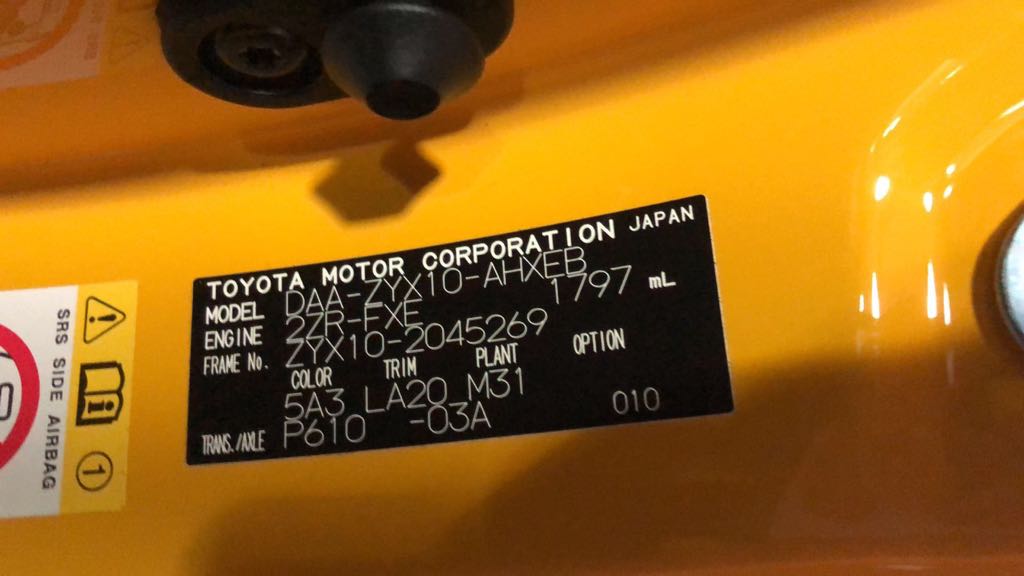 TOYOTA MOTOR CORPORATION JAPAN
MODEL DAA-ZYX10-AHXEB
ENGINE 2ZR-FXE 1797 mL
FRAME No. ZYX10-2045269
COLOR TRIM PLANT OPTION
5A3 LA20 M31
TRANS./AXLE P610 -03A 010
SRS SIDE AIRBAG
1